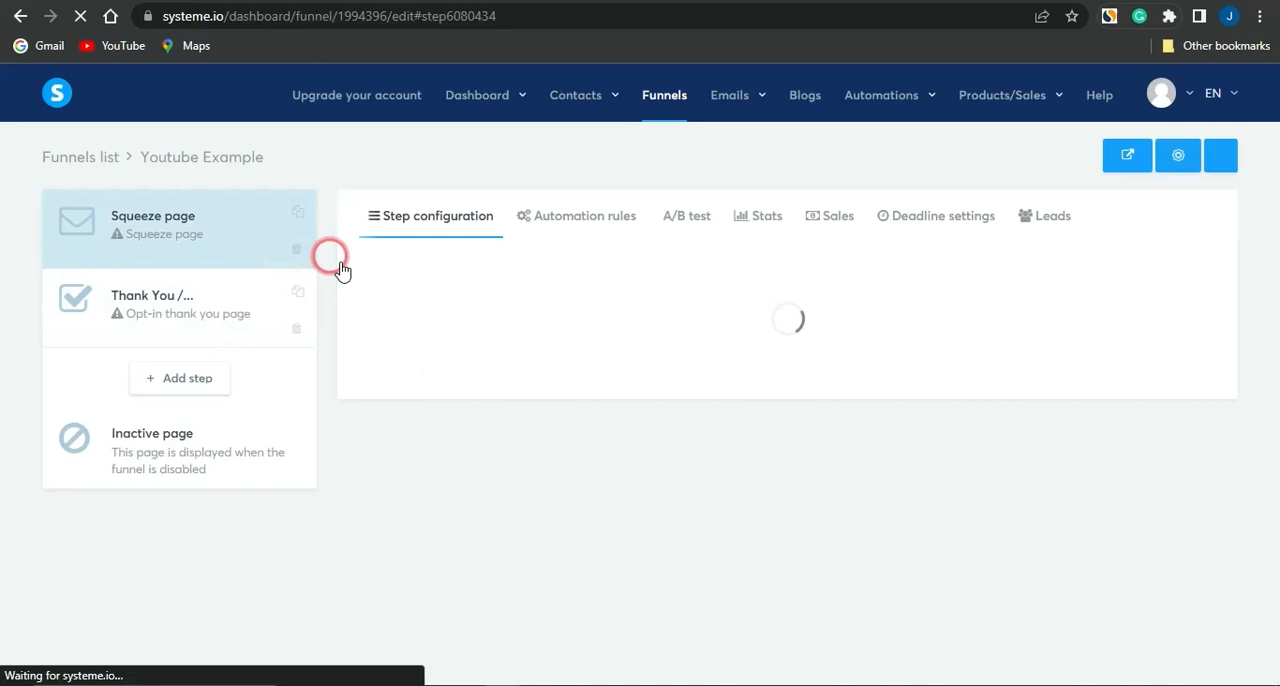 systeme.io/dashboard/funnel/1994396/edit#step6080434
J
Gmail YouTube Maps Other bookmarks
S Upgrade your account Dashboard Contacts Funnels Emails Blogs Automations Products/Sales Help EN
Funnels list > Youtube Example
Squeeze page
Squeeze page
Step configuration Automation rules A/B test Stats Sales Deadline settings Leads
Thank You /...
Opt-in thank you page
+ Add step
Inactive page
This page is displayed when the
funnel is disabled
Waiting for systeme.io...